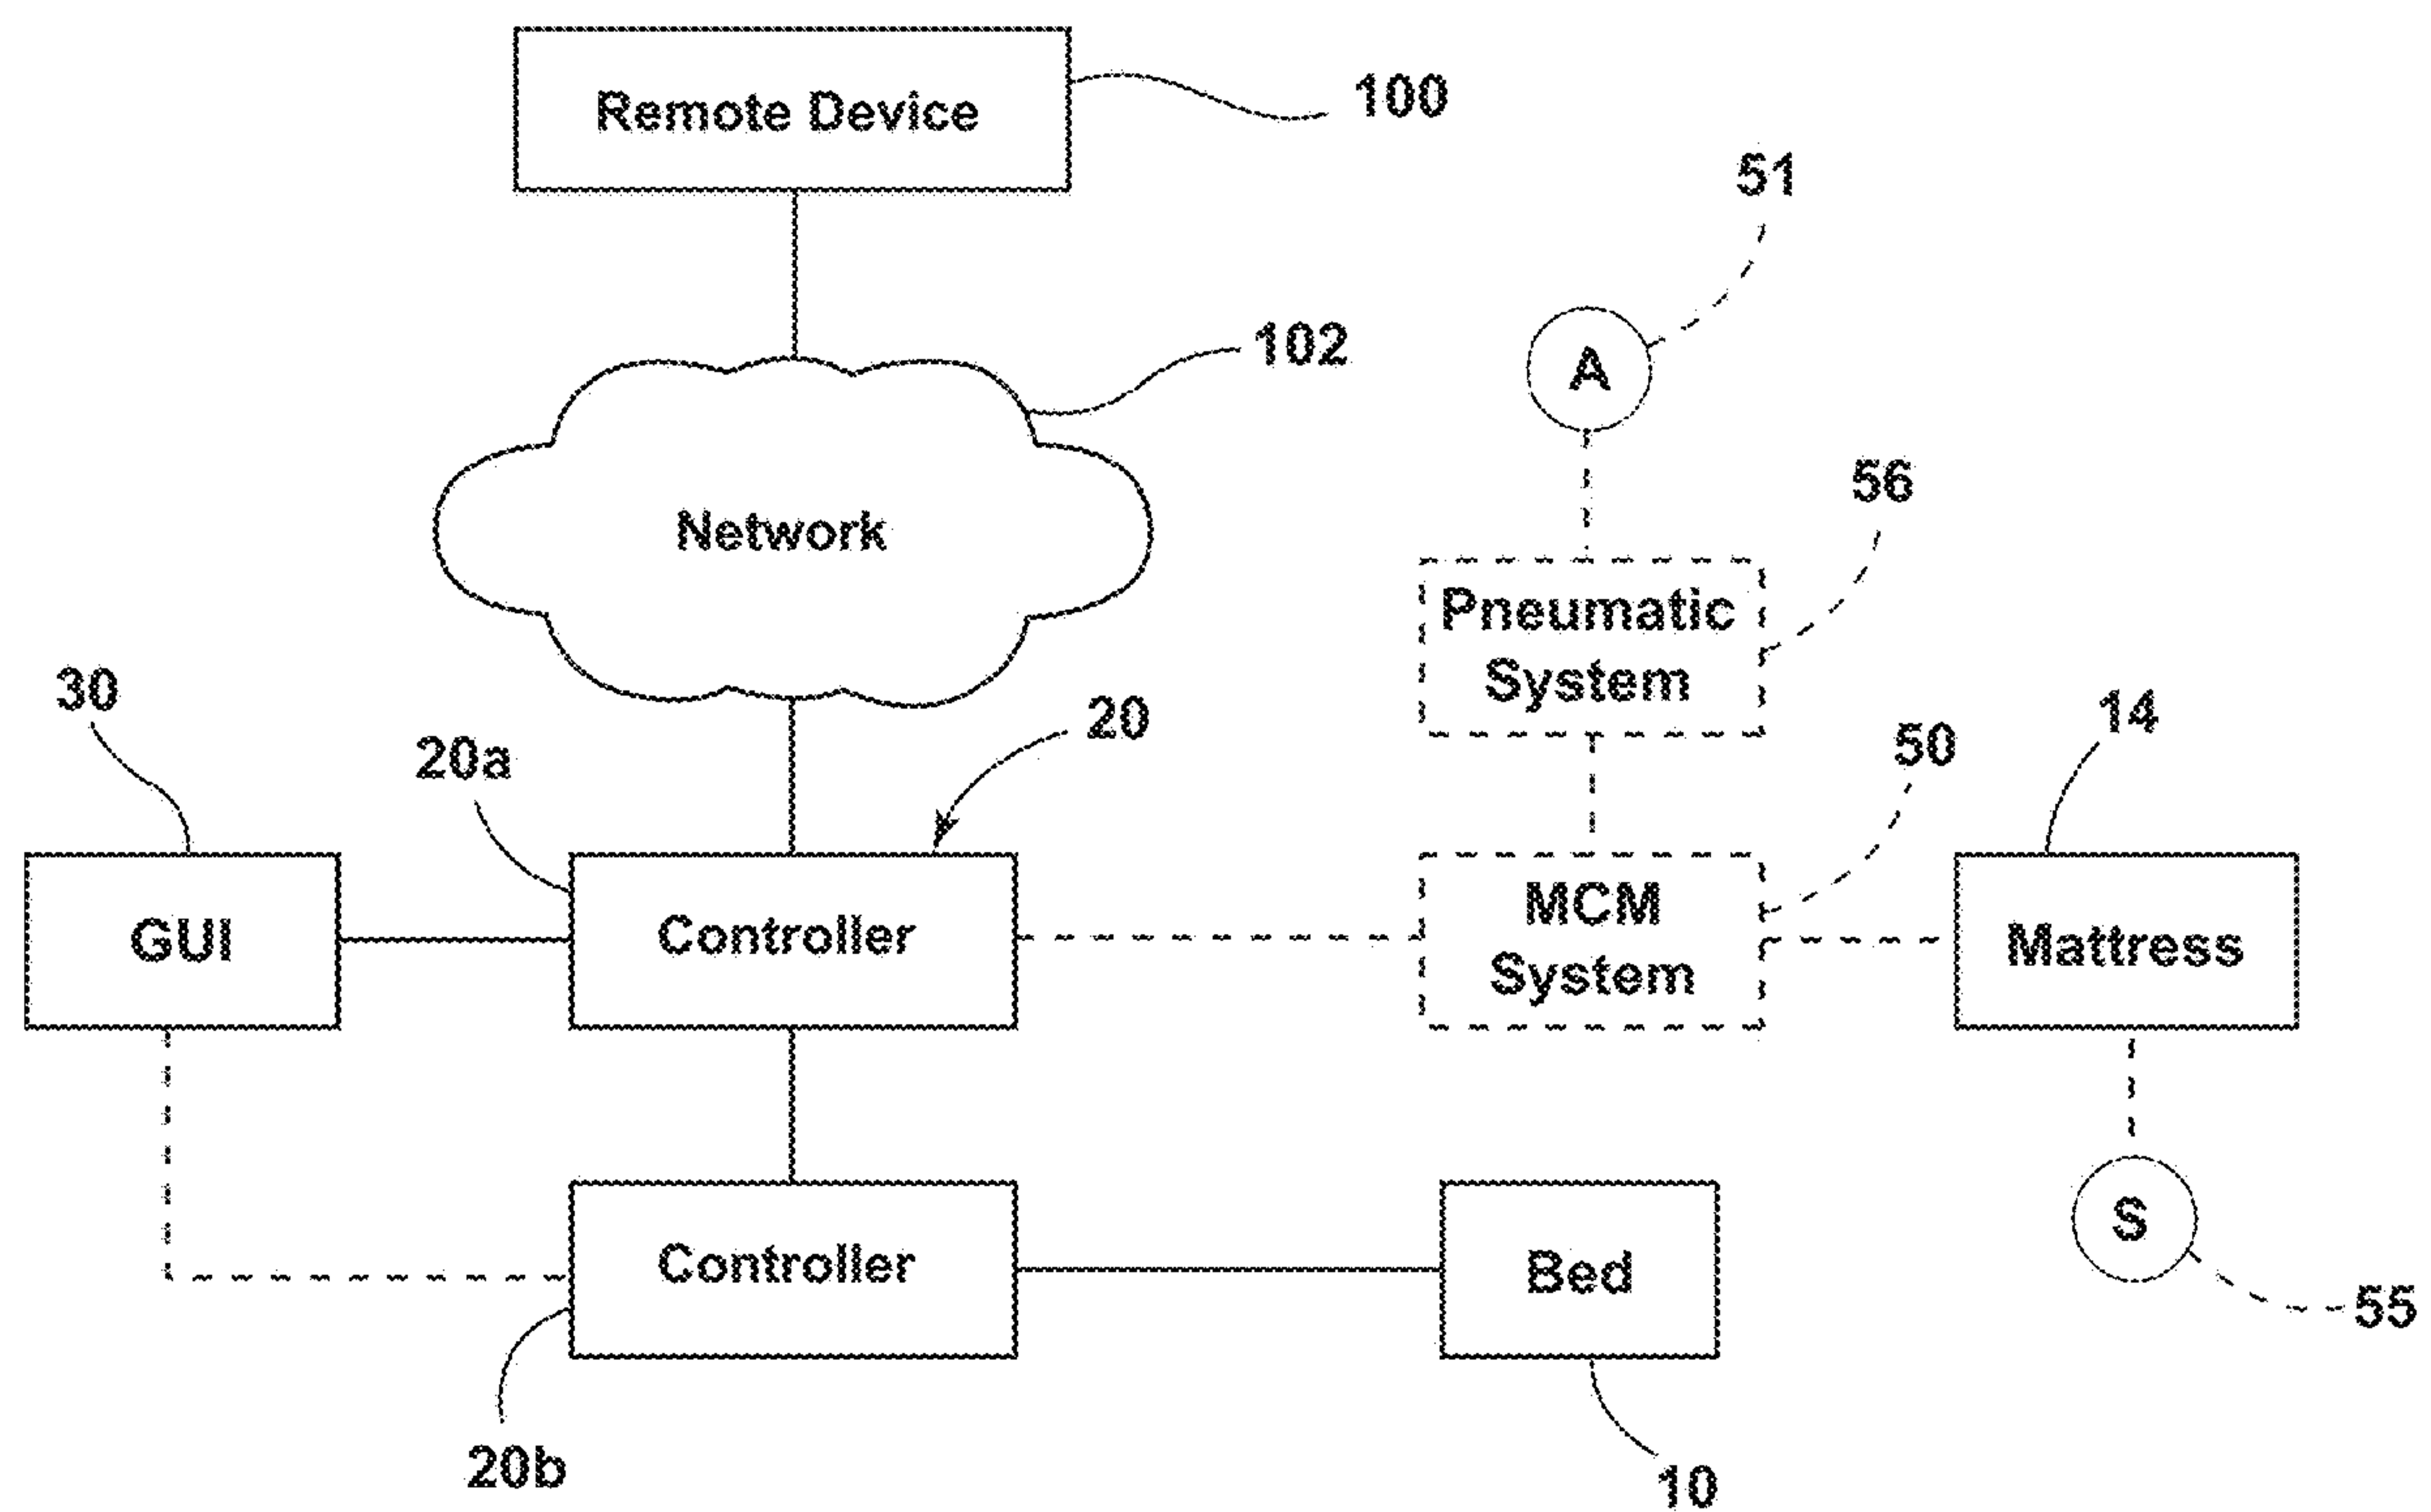 Remote Device
100
51
102
A
Network
56
Pneumatic
System
30
20a
20
50
14
GUI
Controller
MCM
System
Mattress
Controller
Bed
S
55
20b
10